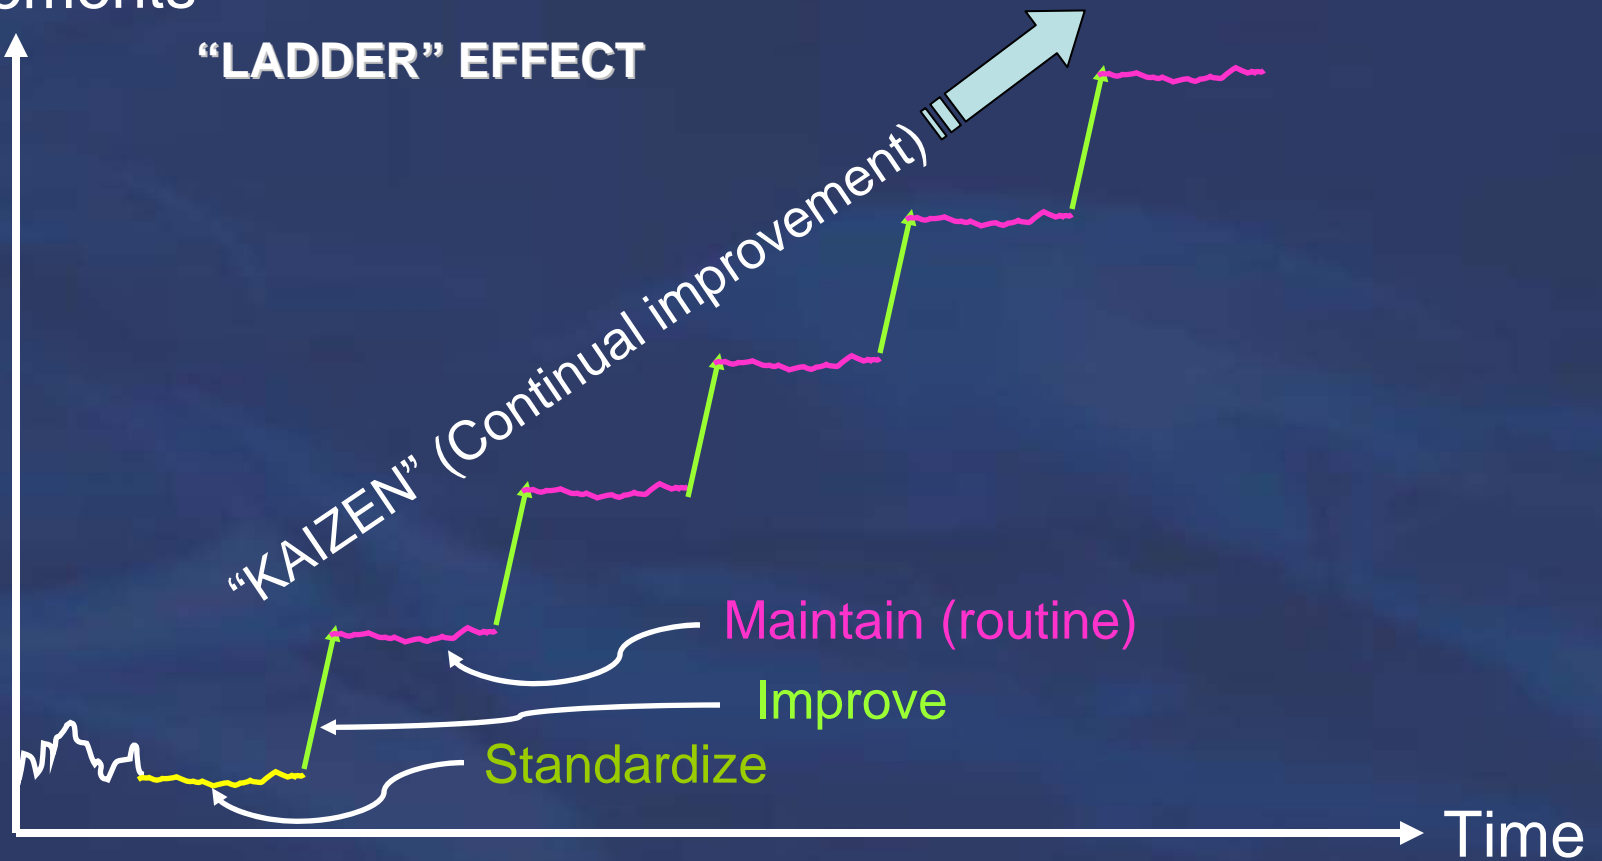 “LADDER” EFFECT
“KAIZEN” (Continual improvement)
Maintain (routine)
Improve
Standardize
Time